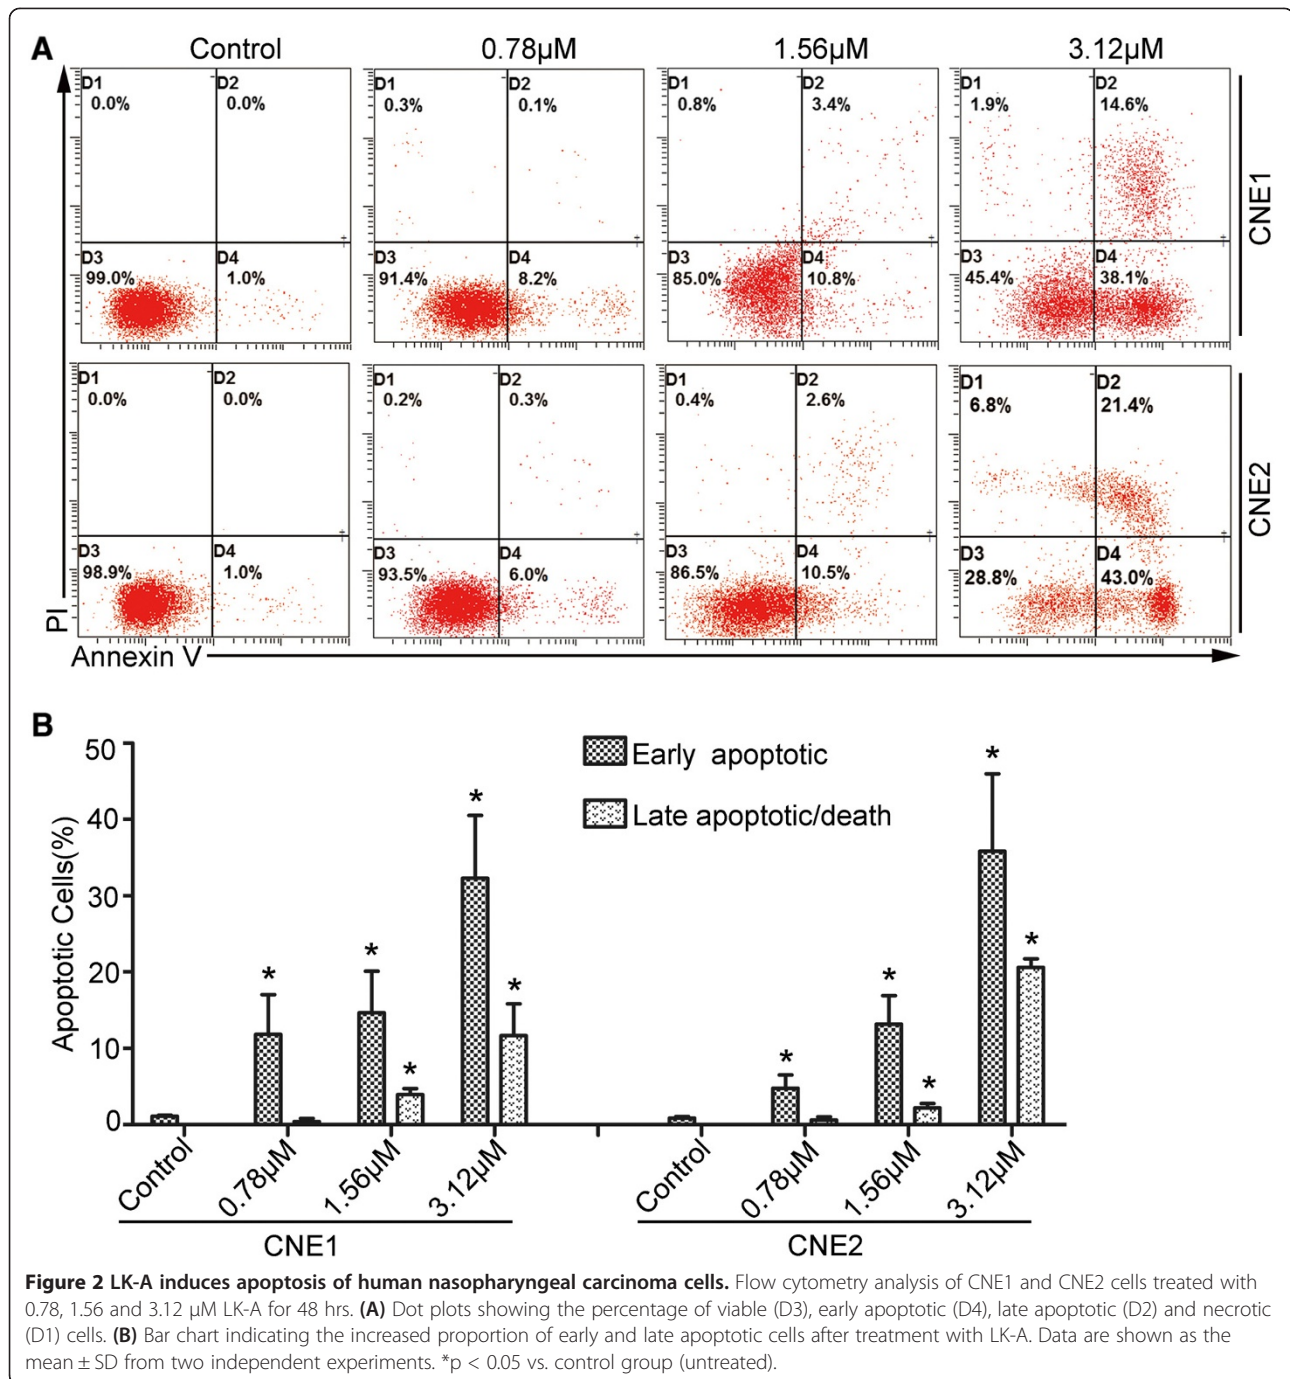 A
Control 0.78µM 1.56µM 3.12µM
D1 D2 D1 D2 D1 D2 D1 D2
0.0% 0.0% 0.3% 0.1% 0.8% 3.4% 1.9% 14.6%
CNE1
D3 D4 D3 D4 D3 D4 D3 D4
99.0% 1.0% 91.4% 8.2% 85.0% 10.8% 45.4% 38.1%
D1 D2 D1 D2 D1 D2 D1 D2
0.0% 0.0% 0.2% 0.3% 0.4% 2.6% 6.8% 21.4%
CNE2
D3 D4 D3 D4 D3 D4 D3 D4
98.9% 1.0% 93.5% 6.0% 86.5% 10.5% 28.8% 43.0%
PI
Annexin V
B
50
40
30
20
10
0
Apoptotic Cells(%)
Early apoptotic
Late apoptotic/death
* * * * * * * * * *
Control 0.78µM 1.56µM 3.12µM Control 0.78µM 1.56µM 3.12µM
CNE1 CNE2
Figure 2 LK-A induces apoptosis of human nasopharyngeal carcinoma cells. Flow cytometry analysis of CNE1 and CNE2 cells treated with
0.78, 1.56 and 3.12 µM LK-A for 48 hrs. (A) Dot plots showing the percentage of viable (D3), early apoptotic (D4), late apoptotic (D2) and necrotic
(D1) cells. (B) Bar chart indicating the increased proportion of early and late apoptotic cells after treatment with LK-A. Data are shown as the
mean ± SD from two independent experiments. *p < 0.05 vs. control group (untreated).